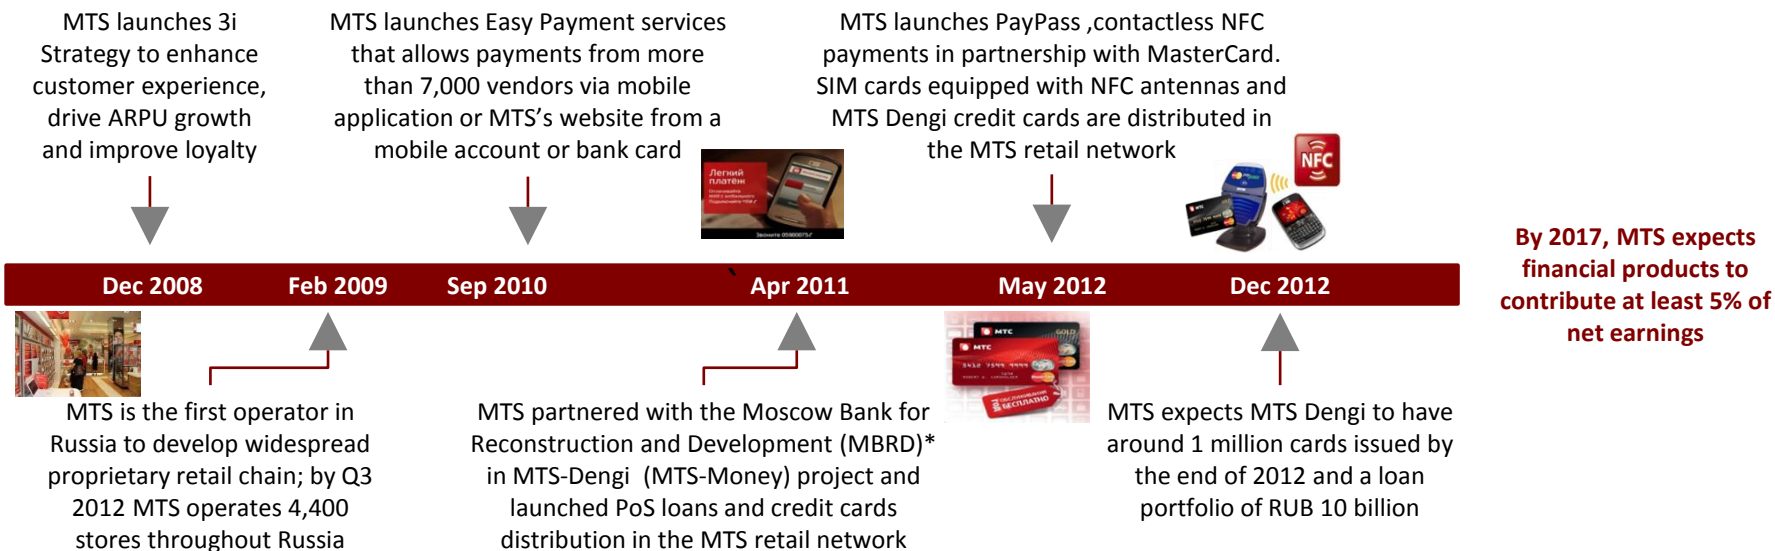 MTS launches 3i
Strategy to enhance
customer experience,
drive ARPU growth
and improve loyalty
MTS launches Easy Payment services
that allows payments from more
than 7,000 vendors via mobile
application or MTS's website from a
mobile account or bank card
MTS launches PayPass ,contactless NFC
payments in partnership with MasterCard.
SIM cards equipped with NFC antennas and
MTS Dengi credit cards are distributed in
the MTS retail network
Легкий
платёж
NFC
Dec 2008
Feb 2009
Sep 2010
Apr 2011
May 2012
Dec 2012
By 2017, MTS expects
financial products to
contribute at least 5% of
net earnings
МТС
GOLD
МТС
БЕСПЛАТНО
MTS is the first operator in
Russia to develop widespread
proprietary retail chain; by Q3
2012 MTS operates 4,400
stores throughout Russia
MTS partnered with the Moscow Bank for
Reconstruction and Development (MBRD)*
in MTS-Dengi  (MTS-Money) project and
launched PoS loans and credit cards
distribution in the MTS retail network
MTS expects MTS Dengi to have
around 1 million cards issued by
the end of 2012 and a loan
portfolio of RUB 10 billion